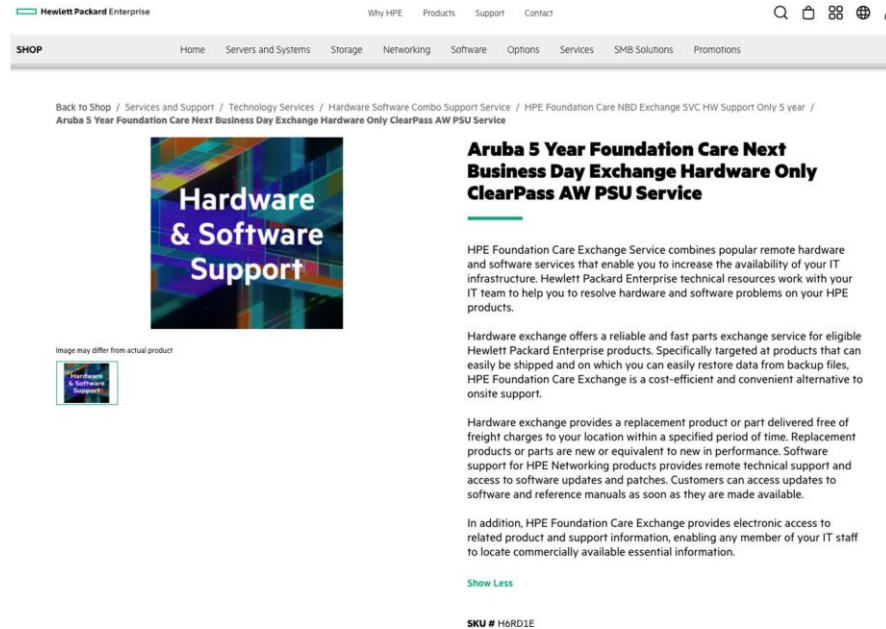 Hewlett Packard Enterprise
Why HPE Products Support Contact
SHOP
Home Servers and Systems Storage Networking Software Options Services SMB Solutions Promotions
Back to Shop / Services and Support / Technology Services / Hardware Software Combo Support Service / HPE Foundation Care NBD Exchange SVC HW Support Only 5 year /
Aruba 5 Year Foundation Care Next Business Day Exchange Hardware Only ClearPass AW PSU Service
Hardware
& Software
Support
Image may differ from actual product
Hardware
& Software
Support
Aruba 5 Year Foundation Care Next
Business Day Exchange Hardware Only
ClearPass AW PSU Service
HPE Foundation Care Exchange Service combines popular remote hardware
and software services that enable you to increase the availability of your IT
infrastructure. Hewlett Packard Enterprise technical resources work with your
IT team to help you to resolve hardware and software problems on your HPE
products.
Hardware exchange offers a reliable and fast parts exchange service for eligible
Hewlett Packard Enterprise products. Specifically targeted at products that can
easily be shipped and on which you can easily restore data from backup files,
HPE Foundation Care Exchange is a cost-efficient and convenient alternative to
onsite support.
Hardware exchange provides a replacement product or part delivered free of
freight charges to your location within a specified period of time. Replacement
products or parts are new or equivalent to new in performance. Software
support for HPE Networking products provides remote technical support and
access to software updates and patches. Customers can access updates to
software and reference manuals as soon as they are made available.
In addition, HPE Foundation Care Exchange provides electronic access to
related product and support information, enabling any member of your IT staff
to locate commercially available essential information.
Show Less
SKU # H6RD1E